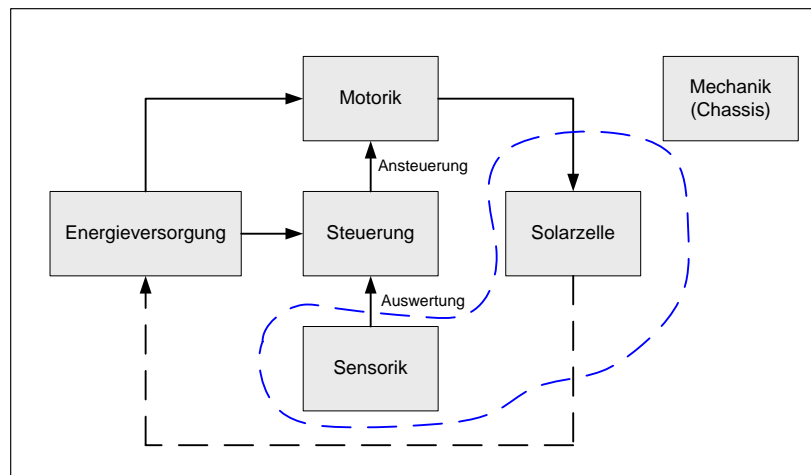 Motorik
Mechanik
(Chassis)
Ansteuerung
Energieversorgung
Steuerung
Solarzelle
Auswertung
Sensorik